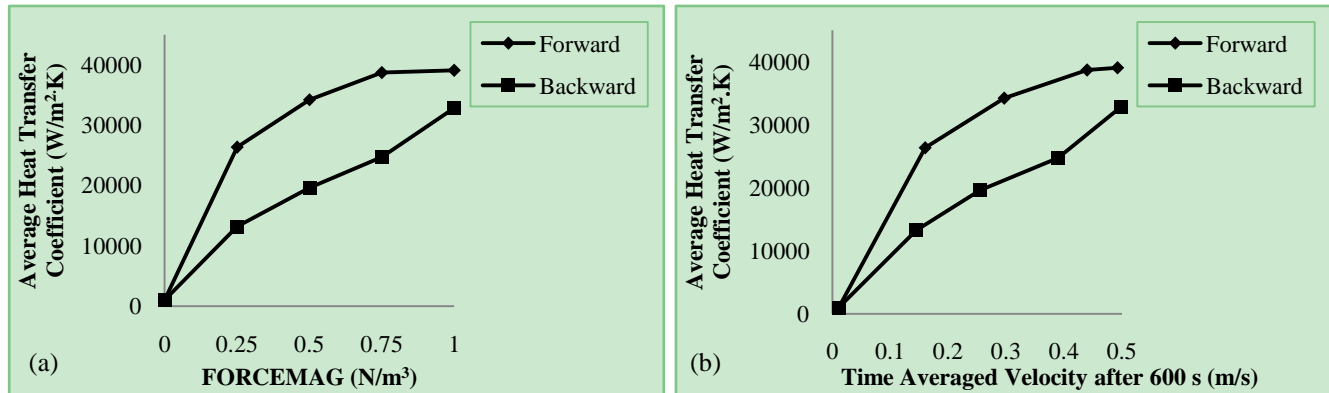 Average Heat Transfer
Coefficient (W/m²·K)
40000
30000
20000
10000
0
0 0.25 0.5 0.75 1
FORCEMAG (N/m³)
(a)
Forward
Backward
Average Heat Transfer
Coefficient (W/m².K)
40000
30000
20000
10000
0
0 0.1 0.2 0.3 0.4 0.5
Time Averaged Velocity after 600 s (m/s)
(b)
Forward
Backward